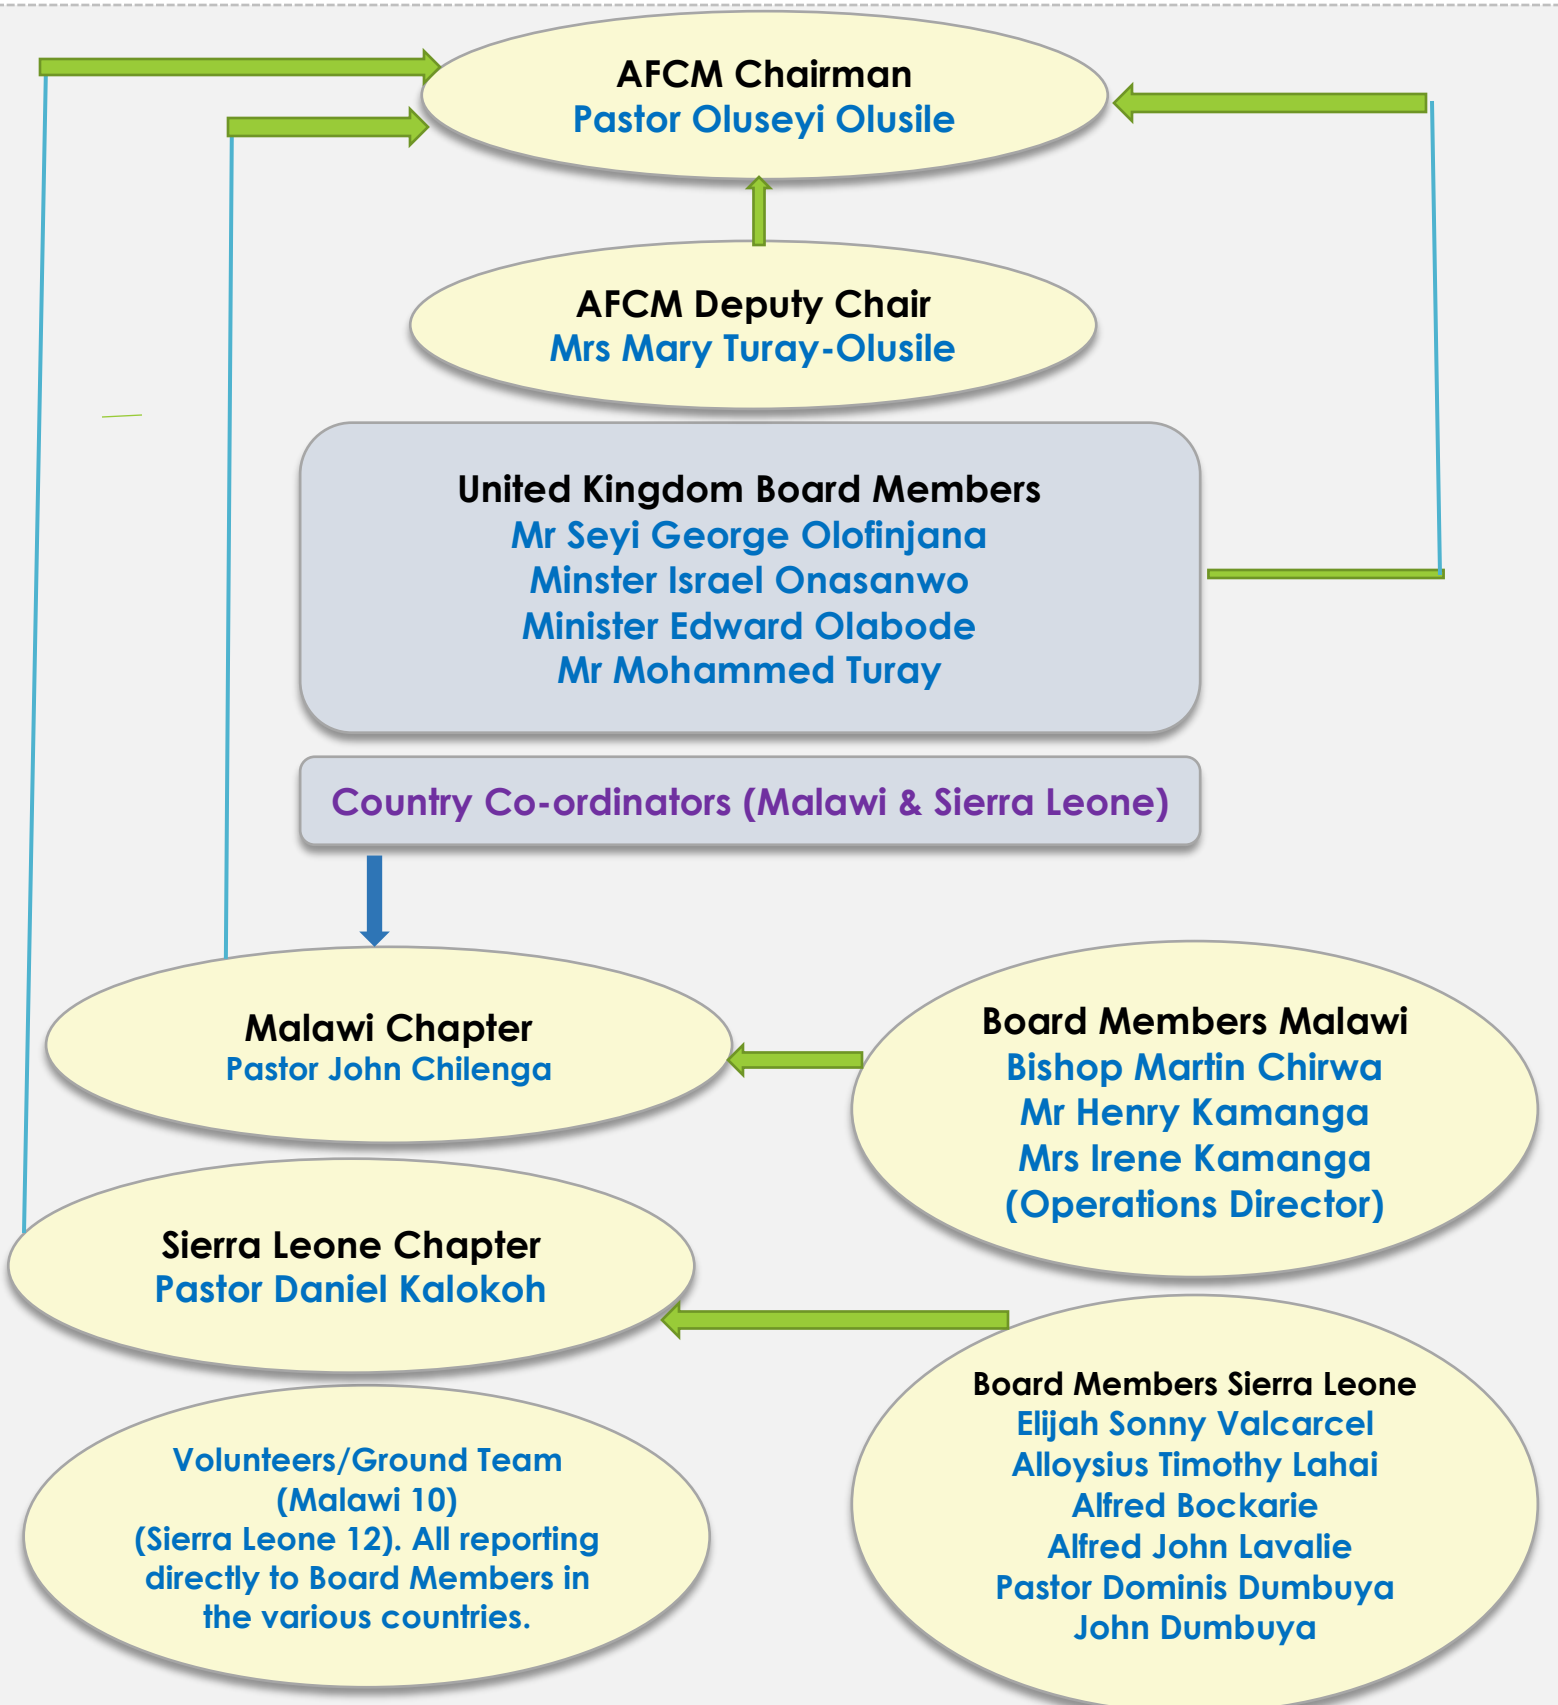 AFCM Chairman
Pastor Oluseyi Olusile
AFCM Deputy Chair
Mrs Mary Turay-Olusile
United Kingdom Board Members
Mr Seyi George Olofinjana
Minster Israel Onasanwo
Minister Edward Olabode
Mr Mohammed Turay
Country Co-ordinators (Malawi & Sierra Leone)
Malawi Chapter
Pastor John Chilenga
Board Members Malawi
Bishop Martin Chirwa
Mr Henry Kamanga
Mrs Irene Kamanga
(Operations Director)
Sierra Leone Chapter
Pastor Daniel Kalokoh
Board Members Sierra Leone
Elijah Sonny Valcarcel
Alloysius Timothy Lahai
Alfred Bockarie
Alfred John Lavalie
Pastor Dominis Dumbuya
John Dumbuya
Volunteers/Ground Team
(Malawi 10)
(Sierra Leone 12). All reporting
directly to Board Members in
the various countries.